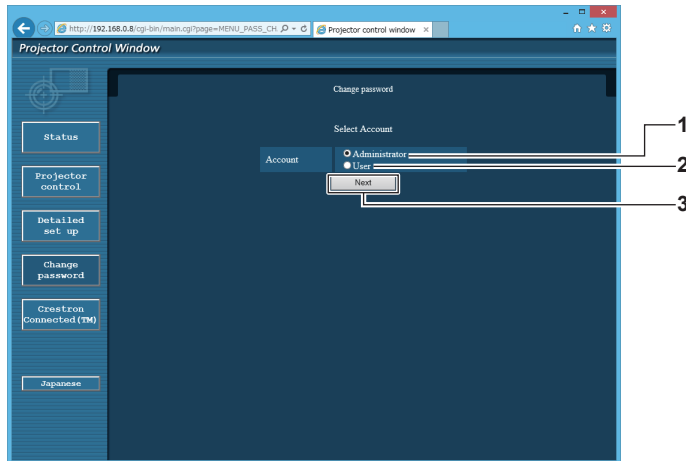 http://192.168.0.8/cgi-bin/main.cgi?page=MENU_PASS_CH
Projector control window
Projector Control Window
Change password
Select Account
Account
Administrator
User
Next
Status
Projector
control
Detailed
set up
Change
password
Crestron
Connected(TM)
Japanese
1
2
3